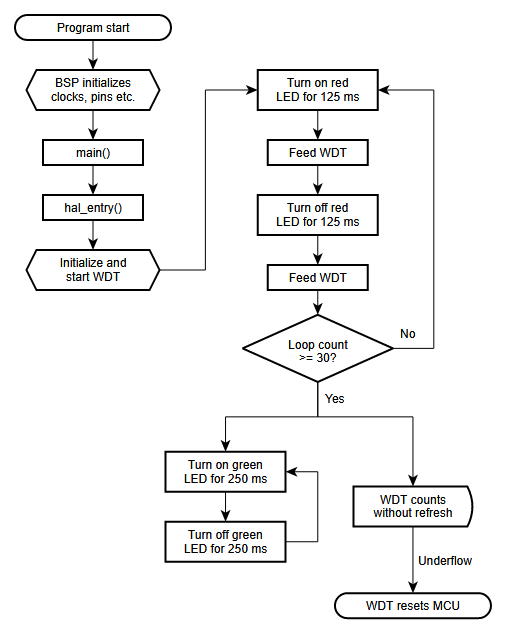 Program start
BSP initializes
clocks, pins etc.
main()
hal_entry()
Initialize and
start WDT
Turn on red
LED for 125 ms
Feed WDT
Turn off red
LED for 125 ms
Feed WDT
Loop count
>= 30?
No
Yes
Turn on green
LED for 250 ms
Turn off green
LED for 250 ms
WDT counts
without refresh
Underflow
WDT resets MCU